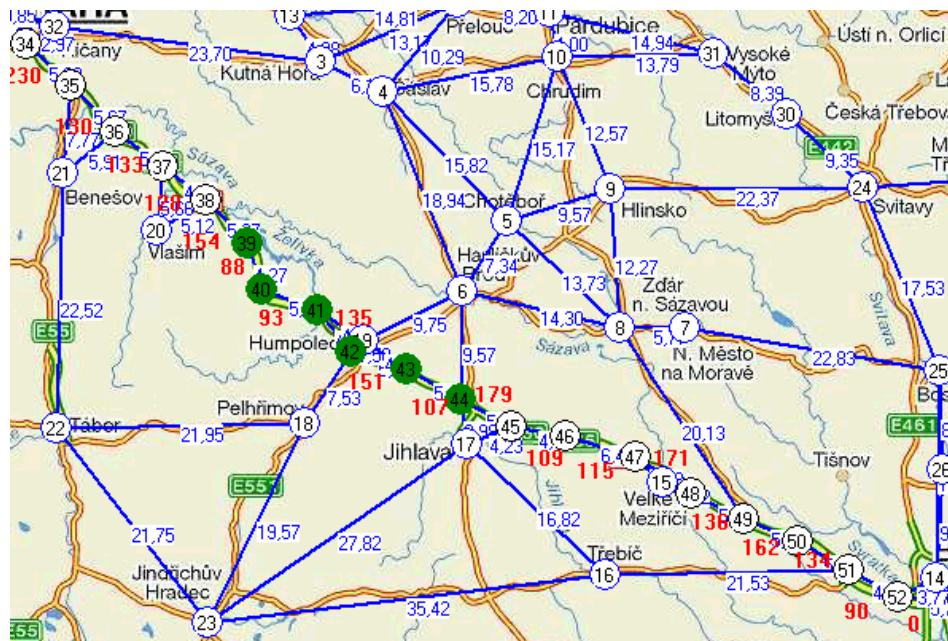 13
14,81
Přelouč
8,20
11
Pardubice
32
34
2,97
Říčany
23,70
Kutná Hora
3
13,1
10,29
15,78
10
Chrudim
14,94
13,79
31
Vysoké
Mýto
Ústí n. Orlicí
230
35
4
Čáslav
8,39
30
Litomyšl
Česká Třebov
E442
130
36
133
37
21
Benešov
Sázava
128
38
20
Vlašim
5,12
154
39
88
Želivka
15,82
15,17
12,57
18,94
Chotěboř
5
9,57
9
Hlinsko
22,37
9,35
24
Svitavy
40
93
41
135
Humpolec
42
151
43
107
44
179
Havlíčkův
Brod
7,34
6
9,75
13,73
12,27
14,30
Žďár
n. Sázavou
8
7
Sázava
N. Město
na Moravě
22,83
17,53
Svitava
25
E55
22,52
22
Tábor
21,95
Pelhřimov
18
7,53
9,57
17
Jihlava
45
4,23
109
46
115
47
171
15
Velké
Meziříčí
48
136
49
162
50
134
51
90
52
0
20,13
Tišnov
E461
26
14
Svratka
E551
21,75
19,57
27,82
16,82
Třebíč
16
21,53
Jindřichův
Hradec
23
35,42
E55